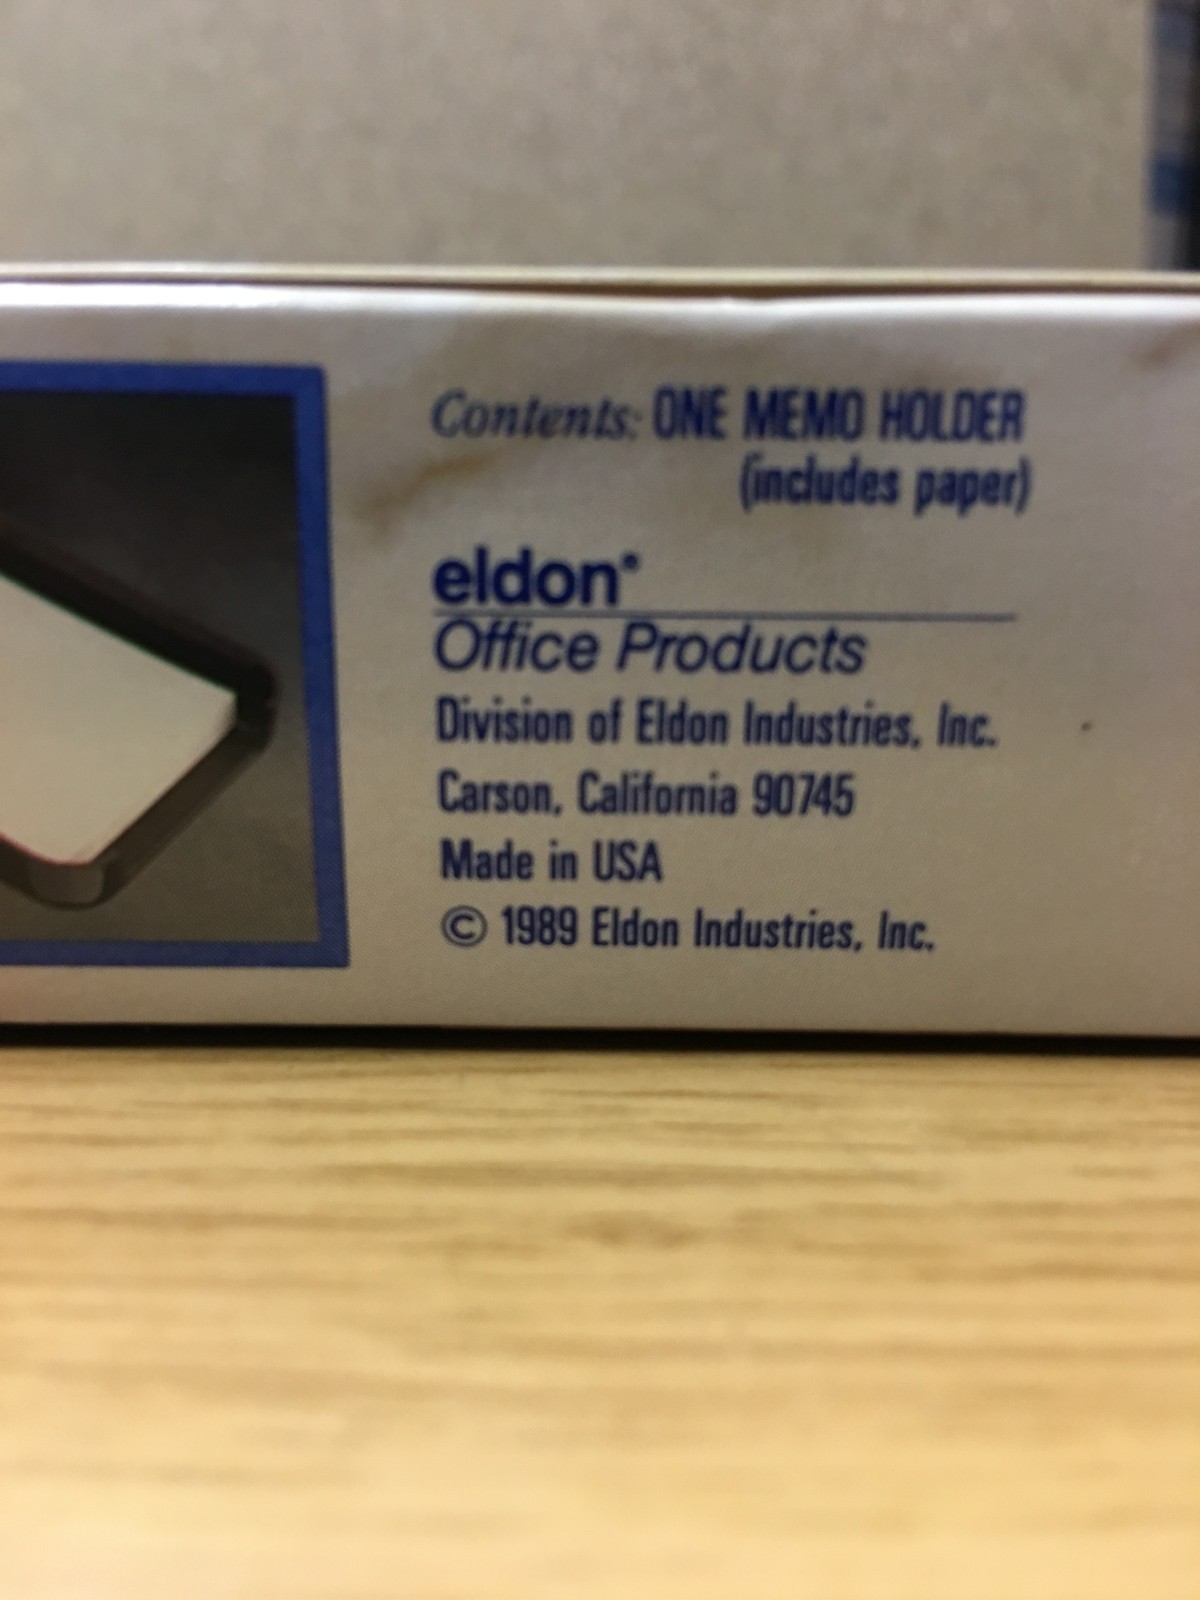 Contents: ONE MEMO HOLDER
(includes paper)
eldon®
Office Products
Division of Eldon Industries, Inc.
Carson, California 90745
Made in USA
© 1989 Eldon Industries, Inc.